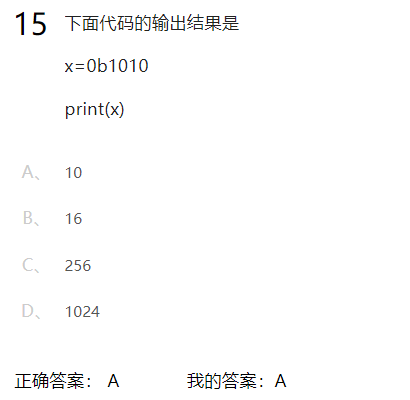 15 下面代码的输出结果是
x=0b1010
print(x)
A、 10
B、 16
C、 256
D、 1024
正确答案： A 我的答案：A